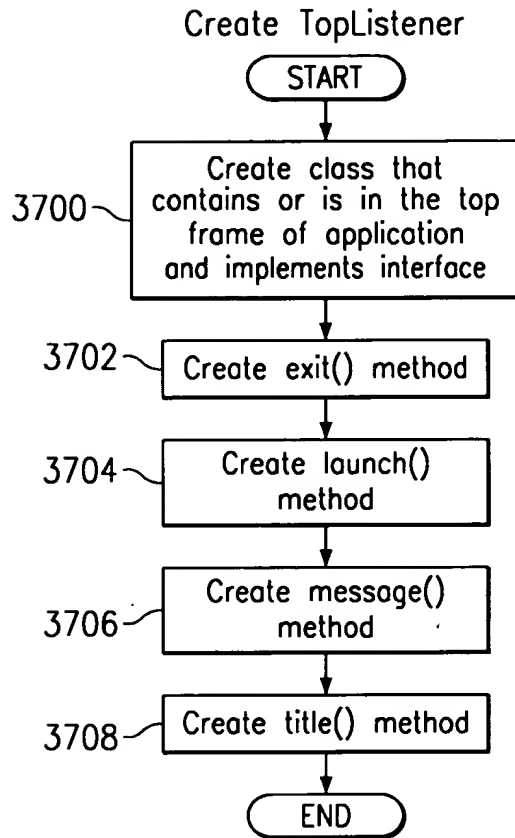 Create TopListener
START
3700
Create class that
contains or is in the top
frame of application
and implements interface
3702
Create exit() method
3704
Create launch()
method
3706
Create message()
method
3708
Create title() method
END